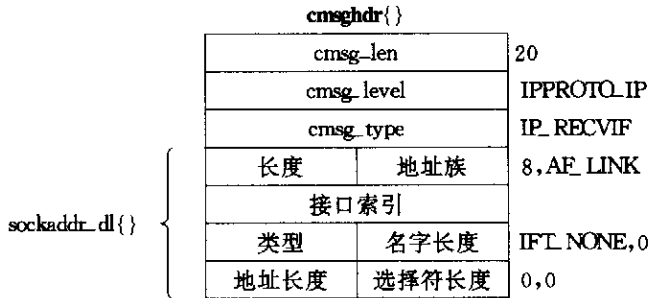 cmsghdr{}
cmsg_len 20
cmsg_level IPPROTO_IP
cmsg_type IP_RECVIF
长度 地址族 8,AF_LINK
接口索引
sockaddr_dl{}
类型 名字长度 IFT_NONE,0
地址长度 选择符长度 0,0